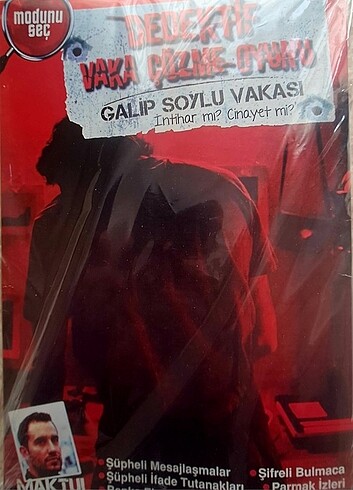 modunu
seç
DEDEKTİF
VAKA ÇÖZME OYUNU
GALİP SOYLU VAKASI
İntihar mı? Cinayet mi?
MAKTUL
• Şüpheli Mesajlaşmalar
• Şüpheli İfade Tutanakları
• Şifreli Bulmaca
• Parmak İzleri